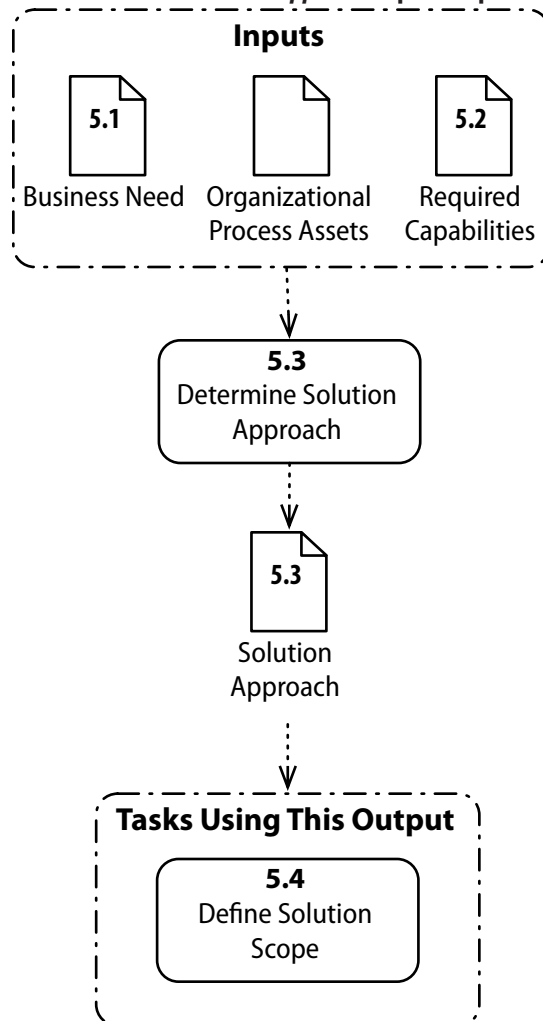 Inputs
5.1
5.2
Business Need
Organizational
Process Assets
Required
Capabilities
5.3
Determine Solution
Approach
5.3
Solution
Approach
Tasks Using This Output
5.4
Define Solution
Scope